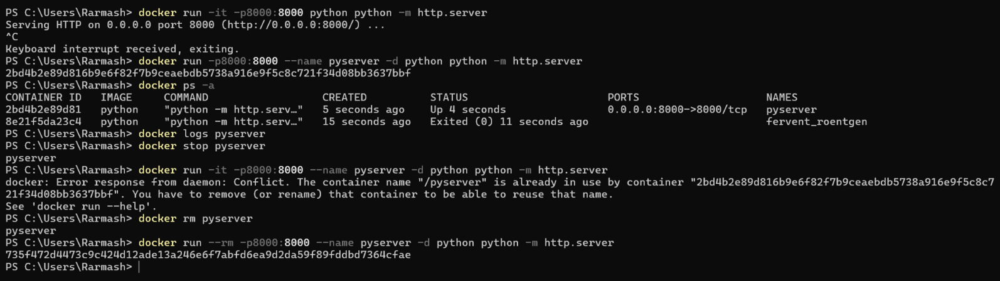 PS C:\Users\Rarmash> docker run -it -p8000:8000 python python -m http.server
Serving HTTP on 0.0.0.0 port 8000 (http://0.0.0.0:8000/) ...
^C
Keyboard interrupt received, exiting.
PS C:\Users\Rarmash> docker run -p8000:8000 --name pyserver -d python python -m http.server
2bd4b2e89d816b9e6f82f7b9ceaebdb5738a916e9f5c8c721f34d08bb3637bbf
PS C:\Users\Rarmash> docker ps -a
CONTAINER ID   IMAGE     COMMAND                  CREATED          STATUS                      PORTS                    NAMES
2bd4b2e89d81   python    "python -m http.serv…"   5 seconds ago    Up 4 seconds                0.0.0.0:8000->8000/tcp   pyserver
8e21f5da23c4   python    "python -m http.serv…"   15 seconds ago   Exited (0) 11 seconds ago                            fervent_roentgen
PS C:\Users\Rarmash> docker logs pyserver
PS C:\Users\Rarmash> docker stop pyserver
pyserver
PS C:\Users\Rarmash> docker run -it -p8000:8000 --name pyserver -d python python -m http.server
docker: Error response from daemon: Conflict. The container name "/pyserver" is already in use by container "2bd4b2e89d816b9e6f82f7b9ceaebdb5738a916e9f5c8c7
21f34d08bb3637bbf". You have to remove (or rename) that container to be able to reuse that name.
See 'docker run --help'.
PS C:\Users\Rarmash> docker rm pyserver
pyserver
PS C:\Users\Rarmash> docker run --rm -p8000:8000 --name pyserver -d python python -m http.server
735f472d4473c9c424d12ade13a246e6f7abfd6ea9d2da59f89fddbd7364cfae
PS C:\Users\Rarmash>